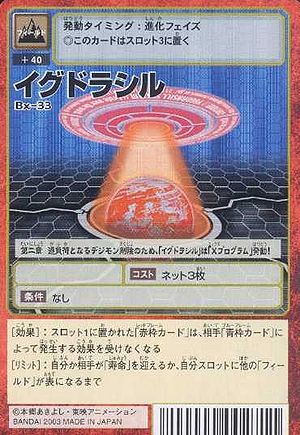 フィールド
発動タイミング：進化フェイズ
◎このカードはスロット3に置く
+40
イグドラシル
Bx-33
第二章 過負荷となるデジモン削除のため、「イグドラシル」は「Xプログラム」発動!
コスト ネット3枚
条件 なし
[効果]：スロット1に置かれた「赤枠カード」は、相手「青枠カード」に
よって発生する効果を受けなくなる
[リミット]：自分か相手が「寿命」を迎えるか、自分スロットに他の「フィ
ールド」が表になるまで
©本郷あきよし・東映アニメーション
BANDAI 2003 MADE IN JAPAN